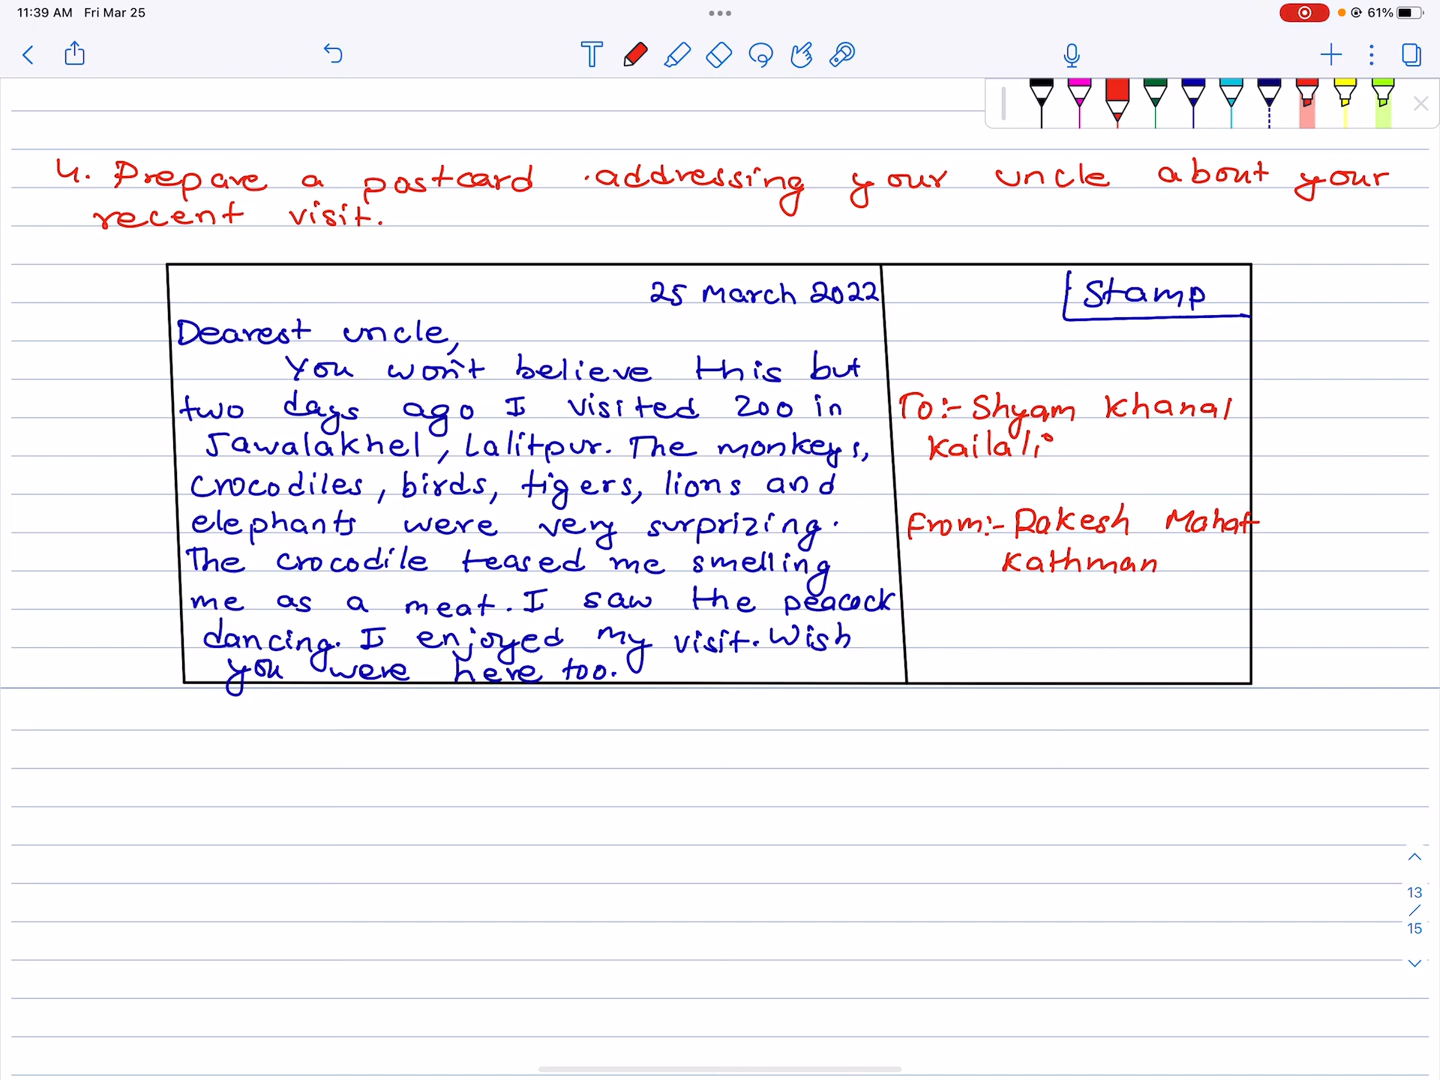 11:39 AM Fri Mar 25
61%
4. Prepare a postcard addressing your uncle about your
recent visit.
25 March 2022
Stamp
Dearest uncle,
You won't believe this but
two days ago I visited zoo in
Jawalakhel, Lalitpur. The monkeys,
crocodiles, birds, tigers, lions and
elephants were very surprizing.
The crocodile teased me smelling
me as a meat. I saw the peacock
dancing. I enjoyed my visit. Wish
you were here too.
To:- Shyam Khanal
Kailali
From:- Rakesh Mahat
Kathman
13
/
15